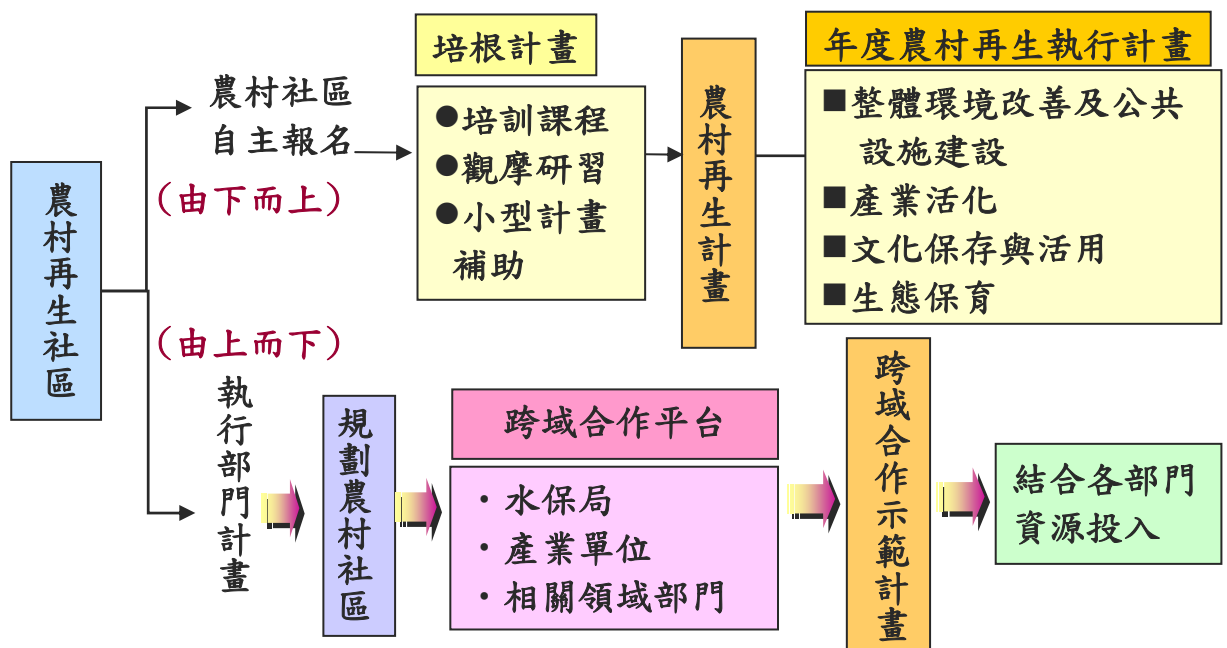 農村再生社區
農村社區
自主報名
(由下而上)
培根計畫
●培訓課程
●觀摩研習
●小型計畫
補助
農村再生計畫
年度農村再生執行計畫
■整體環境改善及公共
設施建設
■產業活化
■文化保存與活用
■生態保育
(由上而下)
執行部門計畫
規劃農村社區
跨域合作平台
・水保局
・產業單位
・相關領域部門
跨域合作示範計畫
結合各部門
資源投入